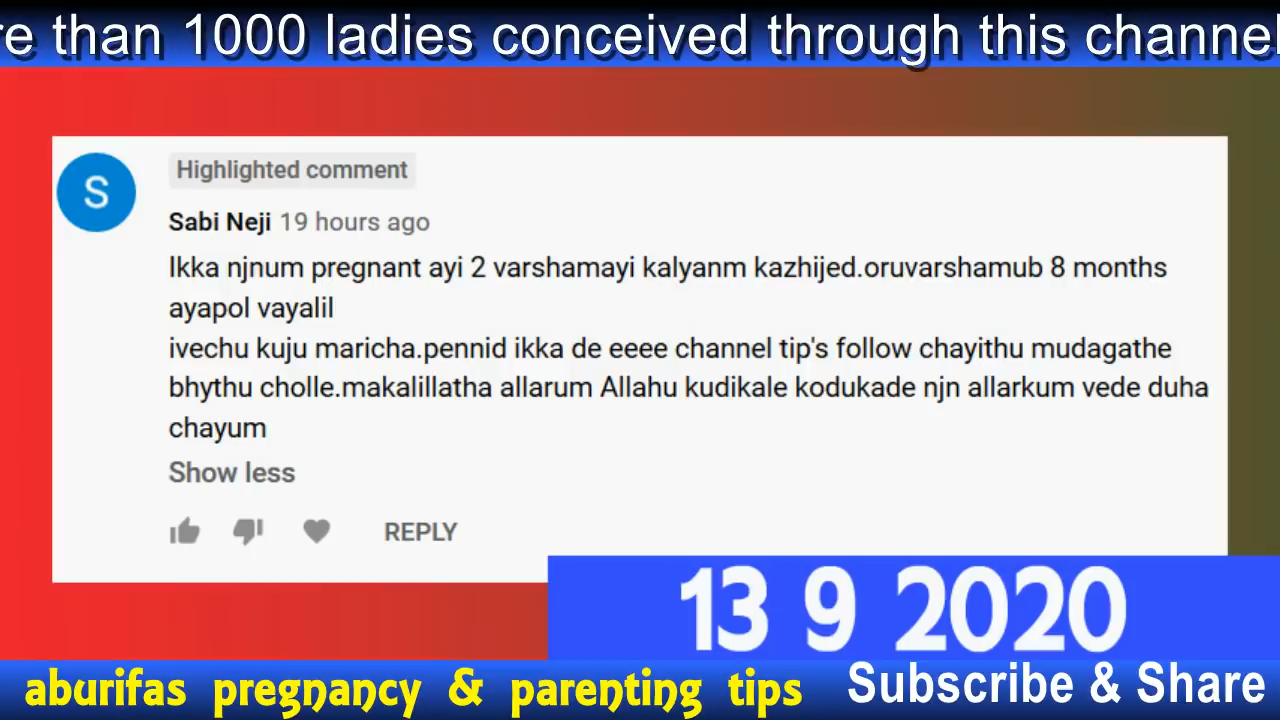 re than 1000 ladies conceived through this channel
Highlighted comment
S
Sabi Neji 19 hours ago
Ikka njnum pregnant ayi 2 varshamayi kalyanm kazhijed.oruvarshamub 8 months
ayapol vayalil
ivechu kuju maricha.pennid ikka de eeee channel tip's follow chayithu mudagathe
bhythu cholle.makalillatha allarum Allahu kudikale kodukade njn allarkum vede duha
chayum
Show less
REPLY
13 9 2020
aburifas pregnancy & parenting tips
Subscribe & Share